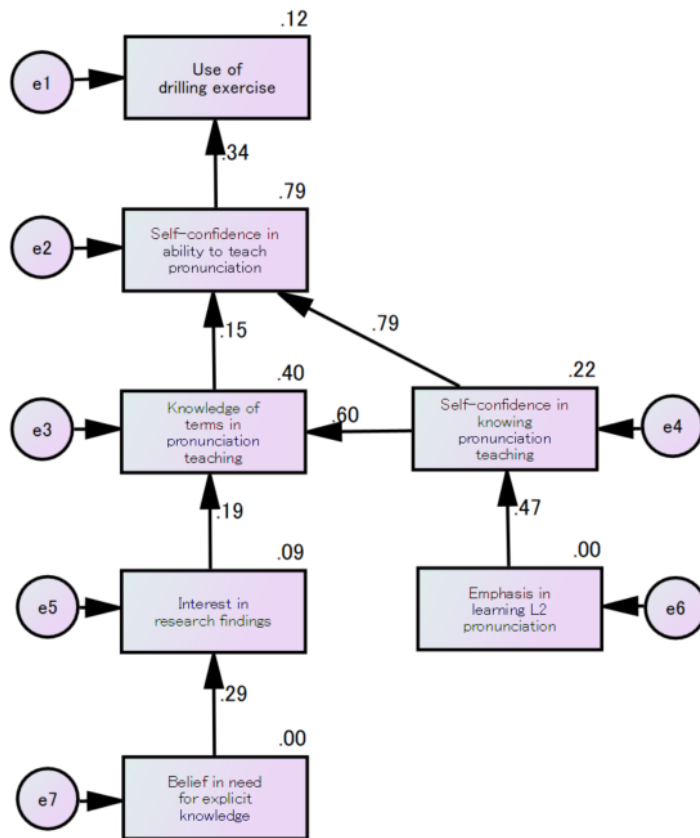 .12
e1
Use of
drilling exercise
.34
.79
e2
Self-confidence in
ability to teach
pronunciation
.79
.15
.40
.22
e3
Knowledge of
terms in
pronunciation
teaching
.60
Self-confidence in
knowing
pronunciation
teaching
e4
.19
.47
.09
.00
e5
Interest in
research findings
Emphasis in
learning L2
pronunciation
e6
.29
.00
e7
Belief in need
for explicit
knowledge